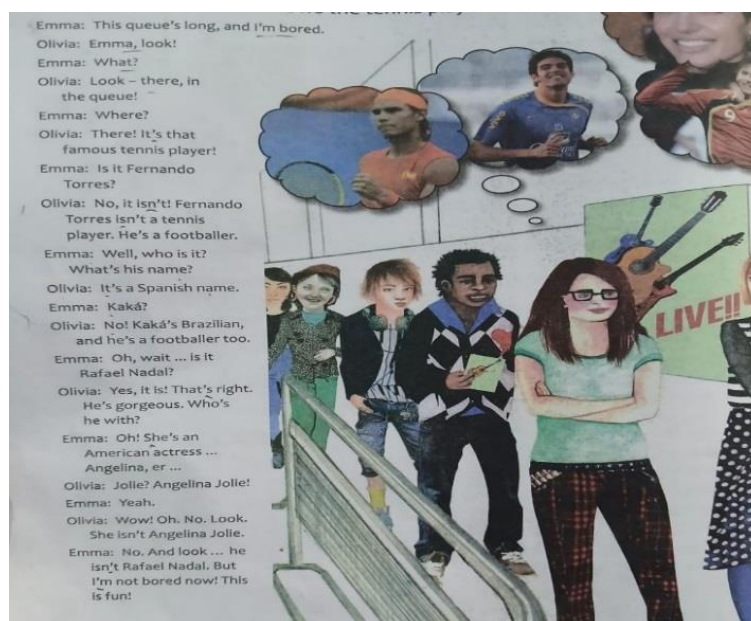 Emma: This queue's long, and I'm bored.
Olivia: Emma, look!
Emma: What?
Olivia: Look – there, in
the queue!
Emma: Where?
Olivia: There! It's that
famous tennis player!
Emma: Is it Fernando
Torres?
Olivia: No, it isn't! Fernando
Torres isn't a tennis
player. He's a footballer.
Emma: Well, who is it?
What's his name?
Olivia: It's a Spanish name.
Emma: Kaká?
Olivia: No! Kaká's Brazilian,
and he's a footballer too.
Emma: Oh, wait ... is it
Rafael Nadal?
Olivia: Yes, it is! That's right.
He's gorgeous. Who's
he with?
Emma: Oh! She's an
American actress ...
Angelina, er ...
Olivia: Jolie? Angelina Jolie!
Emma: Yeah.
Olivia: Wow! Oh. No. Look.
She isn't Angelina Jolie.
Emma: No. And look ... he
isn't Rafael Nadal. But
I'm not bored now! This
is fun!
vivo
9
LIVE!!